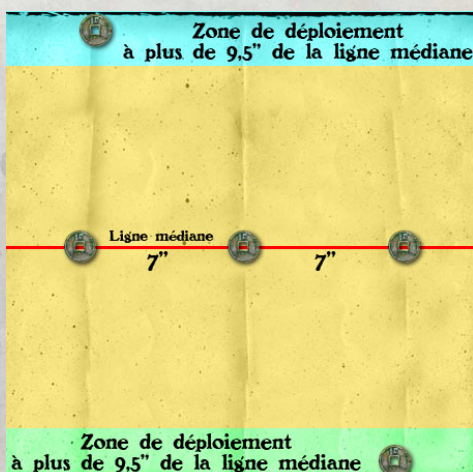 Zone de déploiement
à plus de 9,5” de la ligne médiane
Ligne médiane
7” 7”
Zone de déploiement
à plus de 9,5” de la ligne médiane